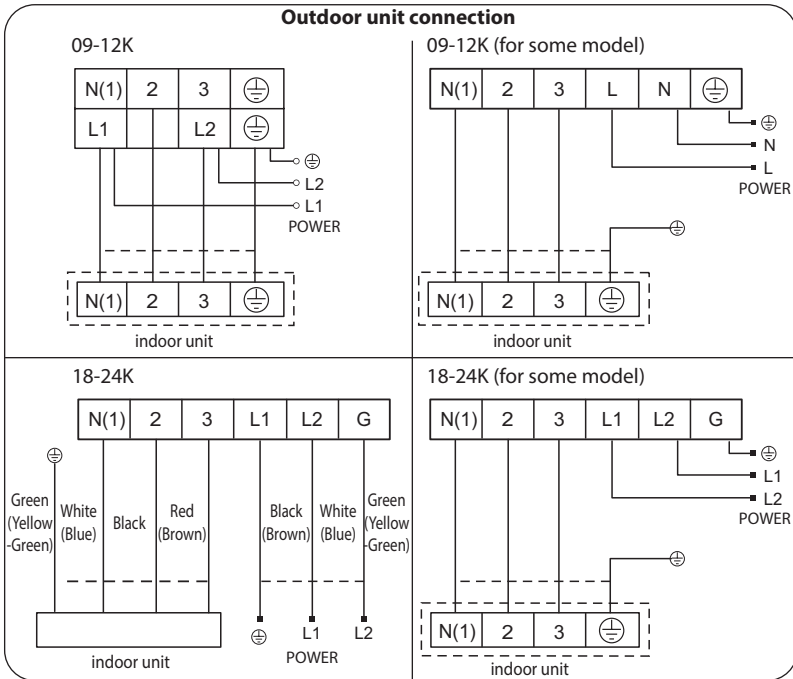 Outdoor unit connection
09-12K
N(1) 2 3
L1 L2
L2
L1
POWER
N(1) 2 3
indoor unit
09-12K (for some model)
N(1) 2 3 L N
N
L
POWER
N(1) 2 3
indoor unit
18-24K
N(1) 2 3 L1 L2 G
Green
(Yellow
-Green)
White
(Blue)
Black
Red
(Brown)
Black
(Brown)
White
(Blue)
Green
(Yellow
-Green)
L1 L2
POWER
indoor unit
18-24K (for some model)
N(1) 2 3 L1 L2 G
L1
L2
POWER
N(1) 2 3
indoor unit